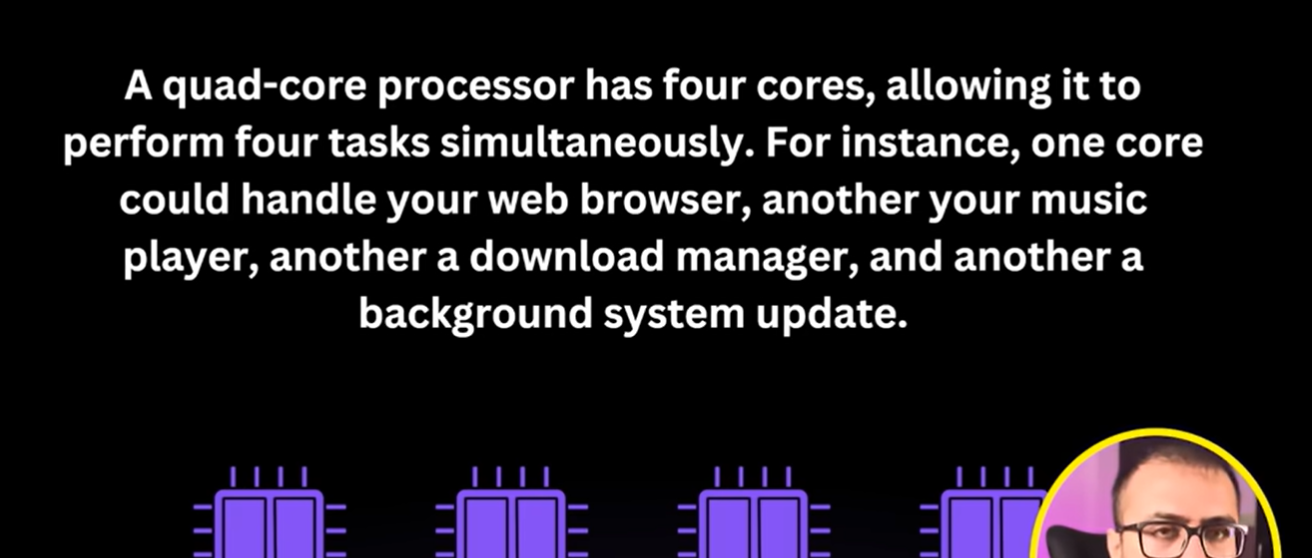 A quad-core processor has four cores, allowing it to
perform four tasks simultaneously. For instance, one core
could handle your web browser, another your music
player, another a download manager, and another a
background system update.